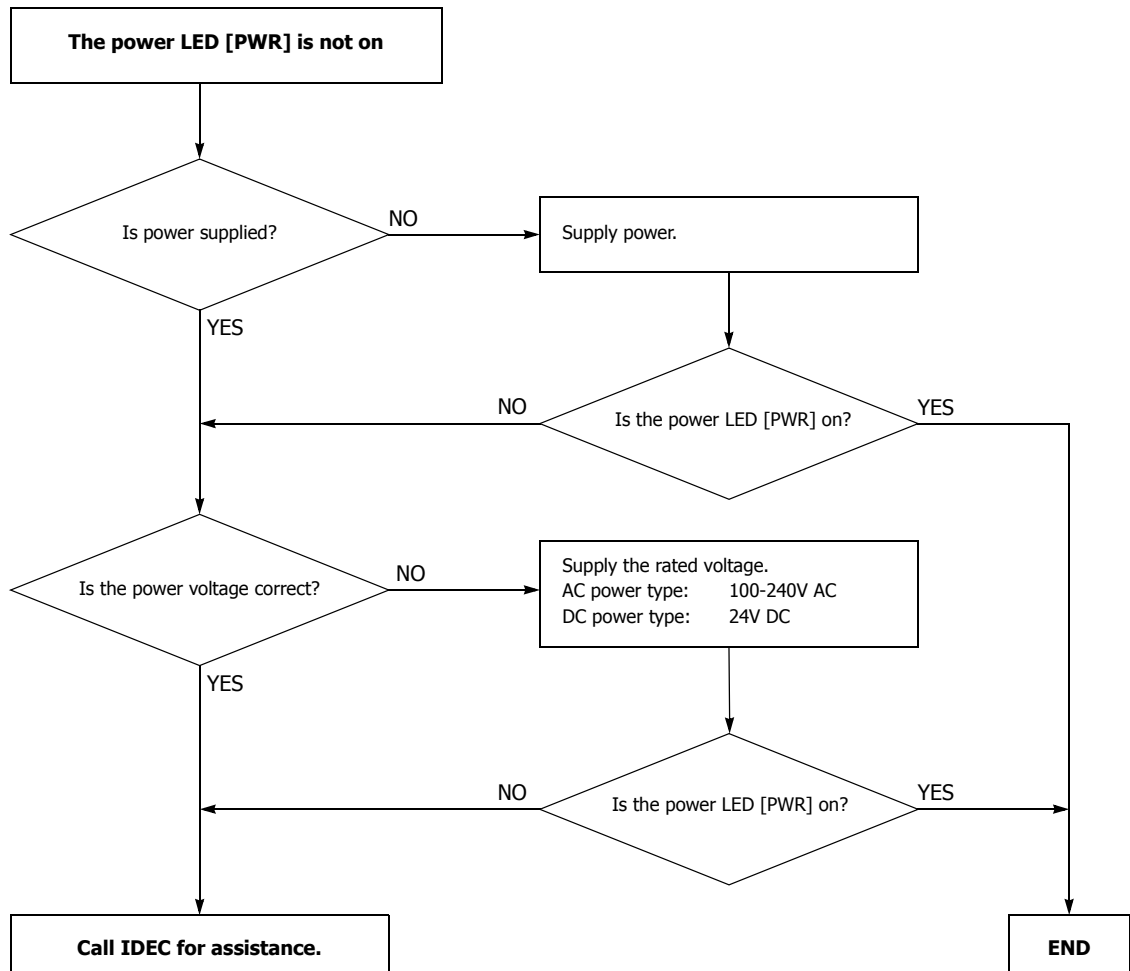 The power LED [PWR] is not on
Is power supplied?
NO
Supply power.
YES
NO
Is the power LED [PWR] on?
YES
Is the power voltage correct?
NO
Supply the rated voltage.
AC power type: 100-240V AC
DC power type: 24V DC
YES
NO
Is the power LED [PWR] on?
YES
Call IDEC for assistance.
END